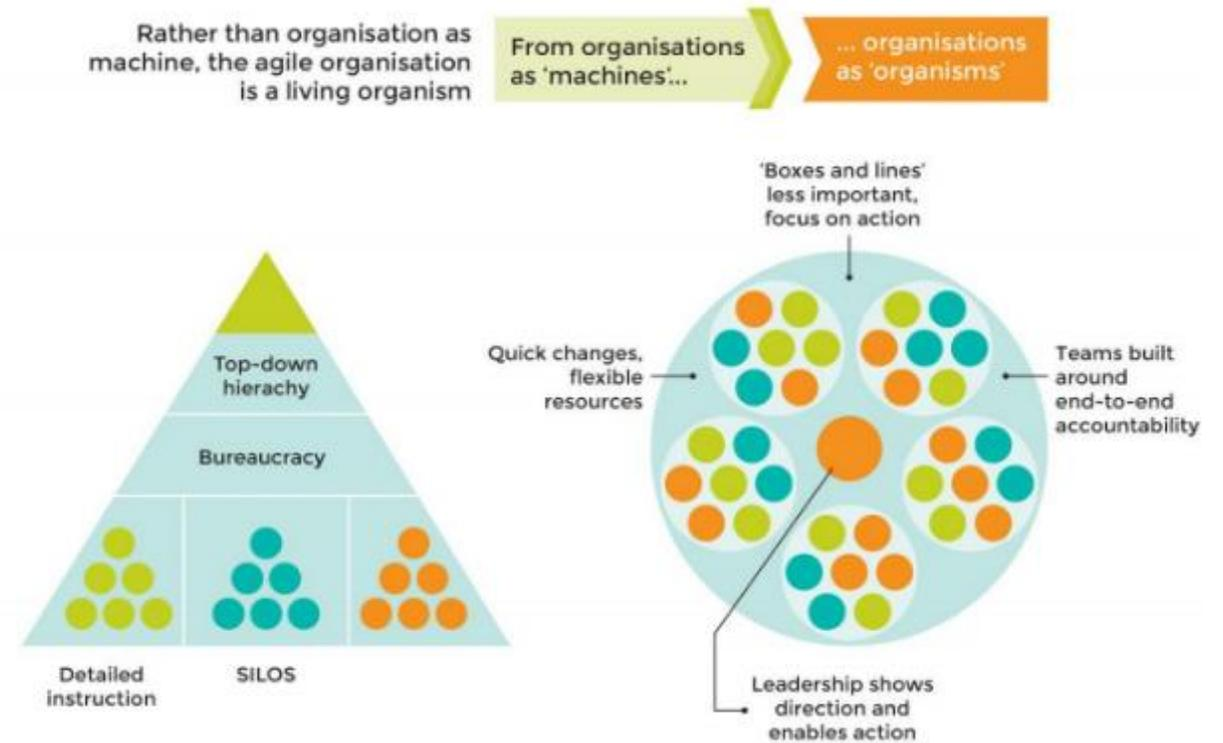 Rather than organisation as
machine, the agile organisation
is a living organism
From organisations
as 'machines'...
... organisations
as 'organisms'
'Boxes and lines'
less important,
focus on action
Top-down
hierachy
Bureaucracy
Detailed
instruction
SILOS
Quick changes,
flexible
resources
Teams built
around
end-to-end
accountability
Leadership shows
direction and
enables action